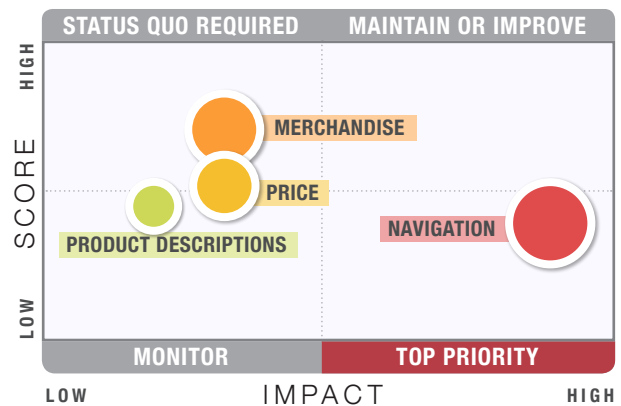 STATUS QUO REQUIRED
MAINTAIN OR IMPROVE
HIGH
SCORE
LOW
MERCHANDISE
PRICE
PRODUCT DESCRIPTIONS
NAVIGATION
MONITOR
TOP PRIORITY
LOW
IMPACT
HIGH